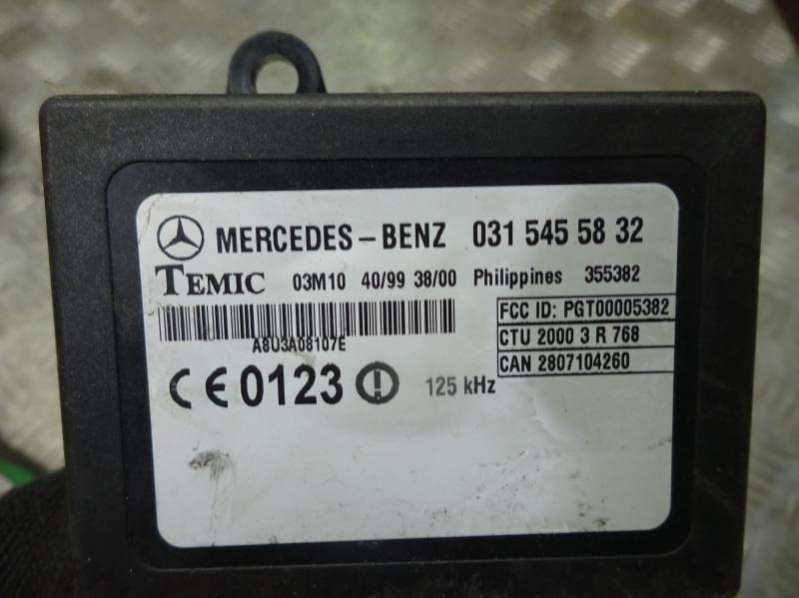 MERCEDES-BENZ 031 545 58 32
TEMIC 03M10 40/99 38/00 Philippines 355382
FCC ID: PGT00005382
A8U3A08107E
CTU 2000 3 R 768
CAN 2807104260
CE 0123 125 kHz